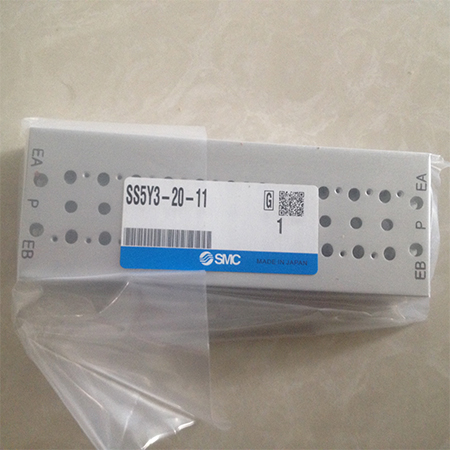 EA
P
EB
SS5Y3-20-11
G
1
SMC
MADE IN JAPAN
EA
P
EB